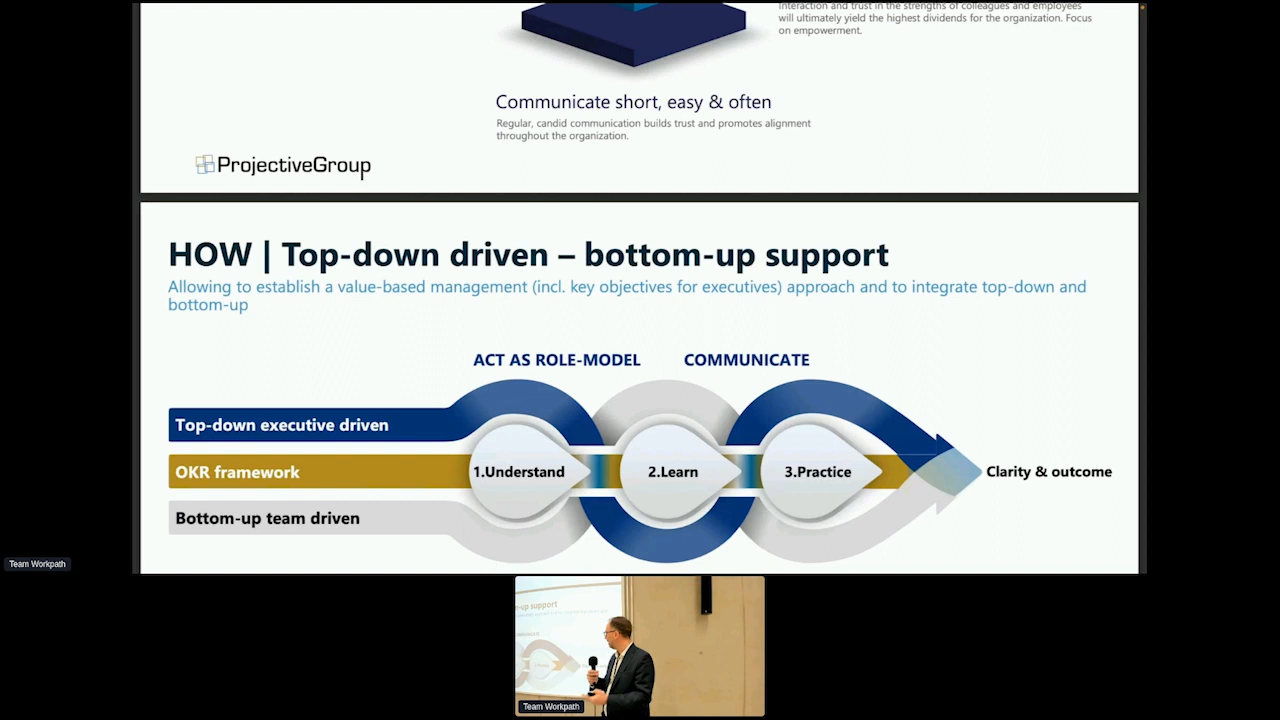 Interaction and trust in the strengths of colleagues and employees
will ultimately yield the highest dividends for the organization. Focus
on empowerment.
Communicate short, easy & often
Regular, candid communication builds trust and promotes alignment
throughout the organization.
ProjectiveGroup
HOW | Top-down driven – bottom-up support
Allowing to establish a value-based management (incl. key objectives for executives) approach and to integrate top-down and
bottom-up
ACT AS ROLE-MODEL
COMMUNICATE
Top-down executive driven
OKR framework
Bottom-up team driven
1.Understand
2.Learn
3.Practice
Clarity & outcome
Team Workpath
-up support
Team Workpath